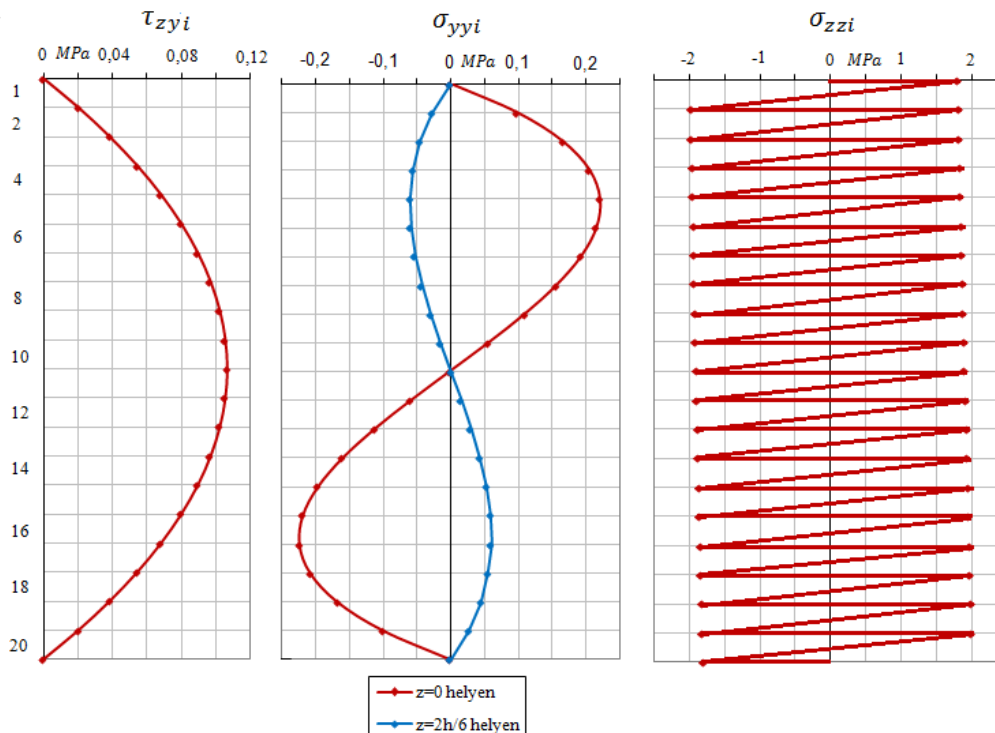 τzyi
0 MPa 0,04 0,08 0,12
1
2
4
6
8
10
12
14
16
18
20
σyyi
-0,2 -0,1 0 MPa 0,1 0,2
σzzi
-2 -1 0 MPa 1 2
z=0 helyen
z=2h/6 helyen